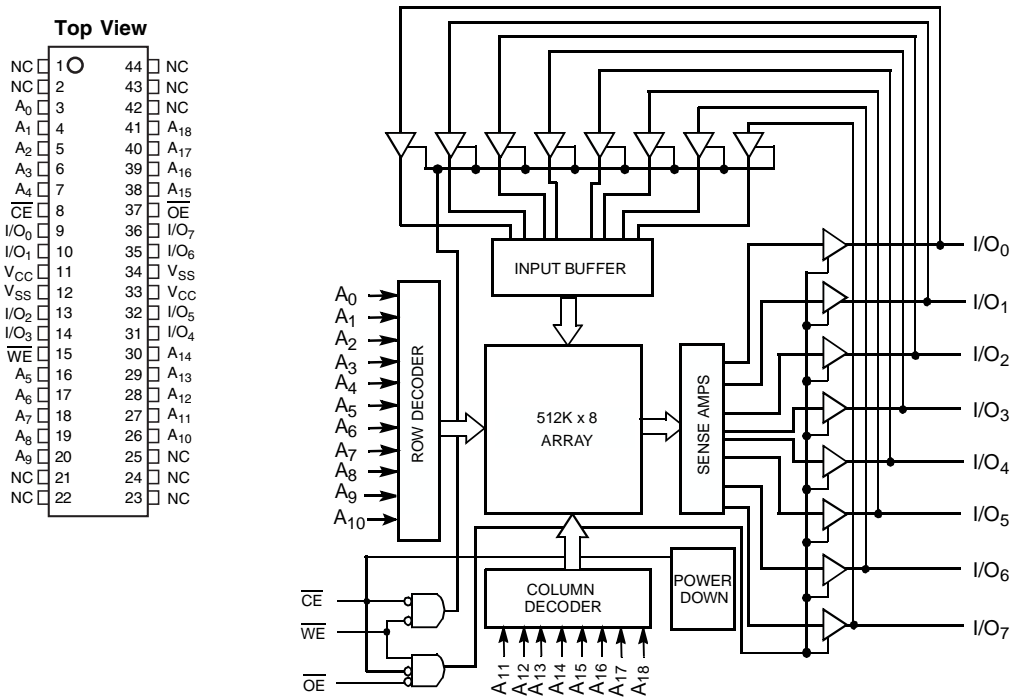 Top View
NC 1 44 NC
NC 2 43 NC
A0 3 42 NC
A1 4 41 A18
A2 5 40 A17
A3 6 39 A16
A4 7 38 A15
CE 8 37 OE
I/O0 9 36 I/O7
I/O1 10 35 I/O6
VCC 11 34 VSS
VSS 12 33 VCC
I/O2 13 32 I/O5
I/O3 14 31 I/O4
WE 15 30 A14
A5 16 29 A13
A6 17 28 A12
A7 18 27 A11
A8 19 26 A10
A9 20 25 NC
NC 21 24 NC
NC 22 23 NC
INPUT BUFFER
A0
A1
A2
A3
A4
A5
A6
A7
A8
A9
A10
ROW DECODER
512K x 8
ARRAY
SENSE AMPS
I/O0
I/O1
I/O2
I/O3
I/O4
I/O5
I/O6
I/O7
COLUMN
DECODER
POWER
DOWN
CE
WE
OE
A11
A12
A13
A14
A15
A16
A17
A18